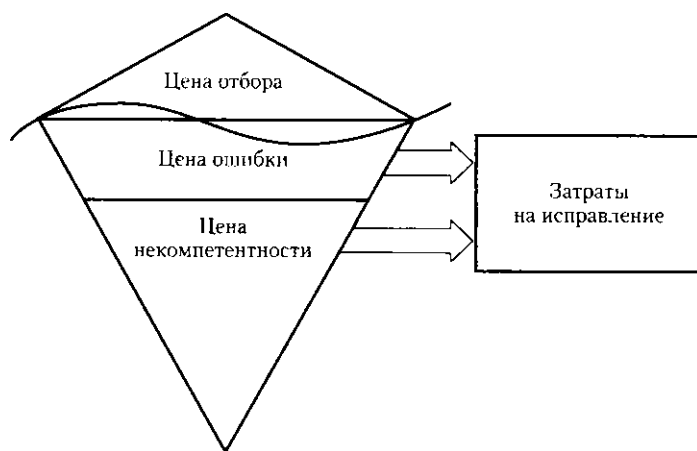 Цена отбора
Цена ошибки
Цена
некомпетентности
Затраты
на исправление